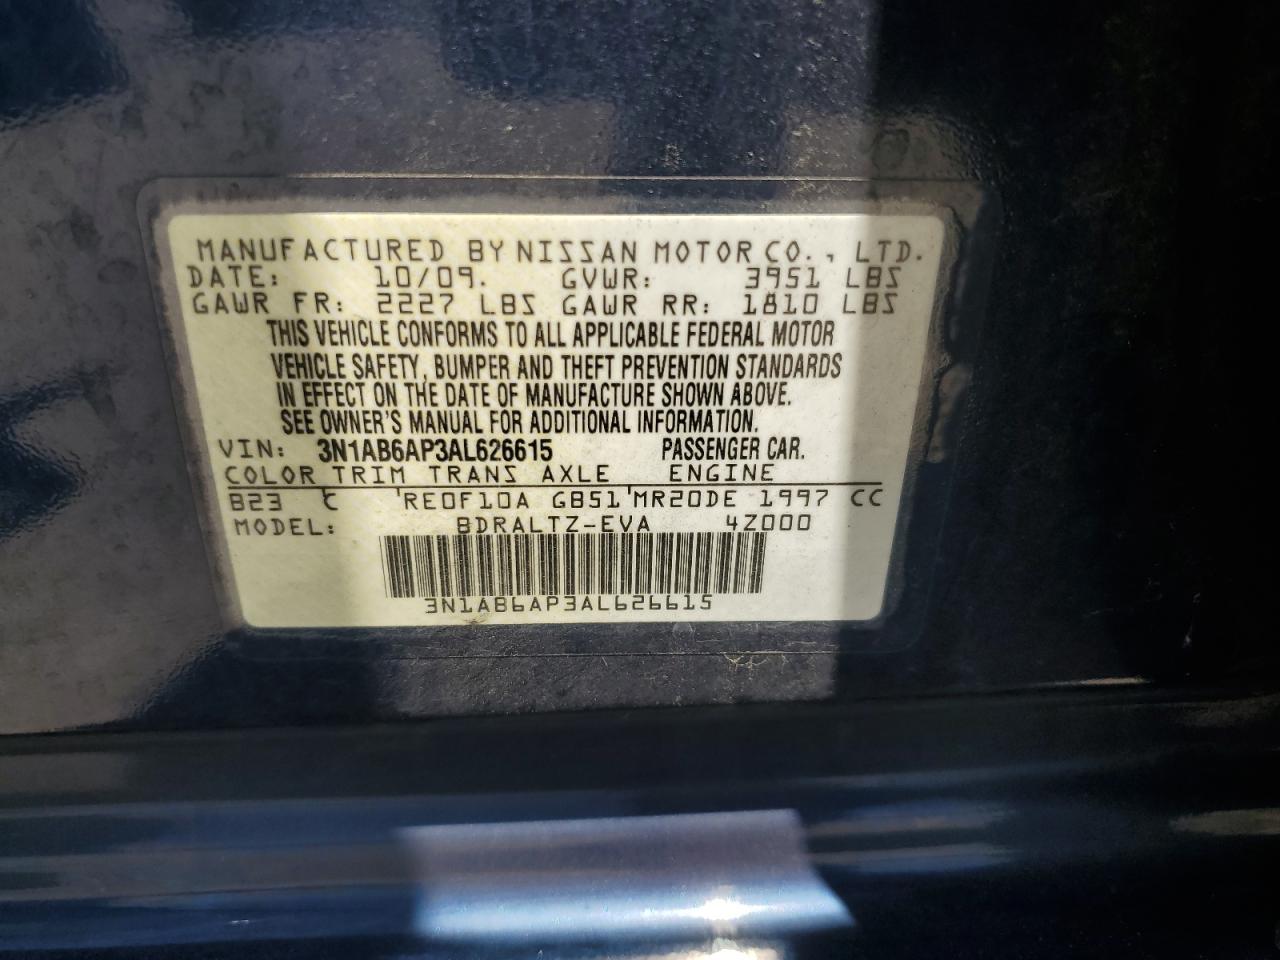 MANUFACTURED BY NISSAN MOTOR CO., LTD.
DATE: 10/09. GVWR: 3951 LBS
GAWR FR: 2227 LBS GAWR RR: 1810 LBS
THIS VEHICLE CONFORMS TO ALL APPLICABLE FEDERAL MOTOR
VEHICLE SAFETY, BUMPER AND THEFT PREVENTION STANDARDS
IN EFFECT ON THE DATE OF MANUFACTURE SHOWN ABOVE.
SEE OWNER'S MANUAL FOR ADDITIONAL INFORMATION.
VIN: 3N1AB6AP3AL626615 PASSENGER CAR.
COLOR TRIM TRANS AXLE ENGINE
B23 C RE0F10A GB51 MR20DE 1997 CC
MODEL: BDRALTZ-EVA 4Z000
3N1AB6AP3AL626615